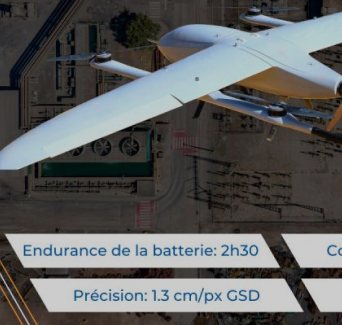 Endurance de la batterie: 2h30
Précision: 1.3 cm/px GSD